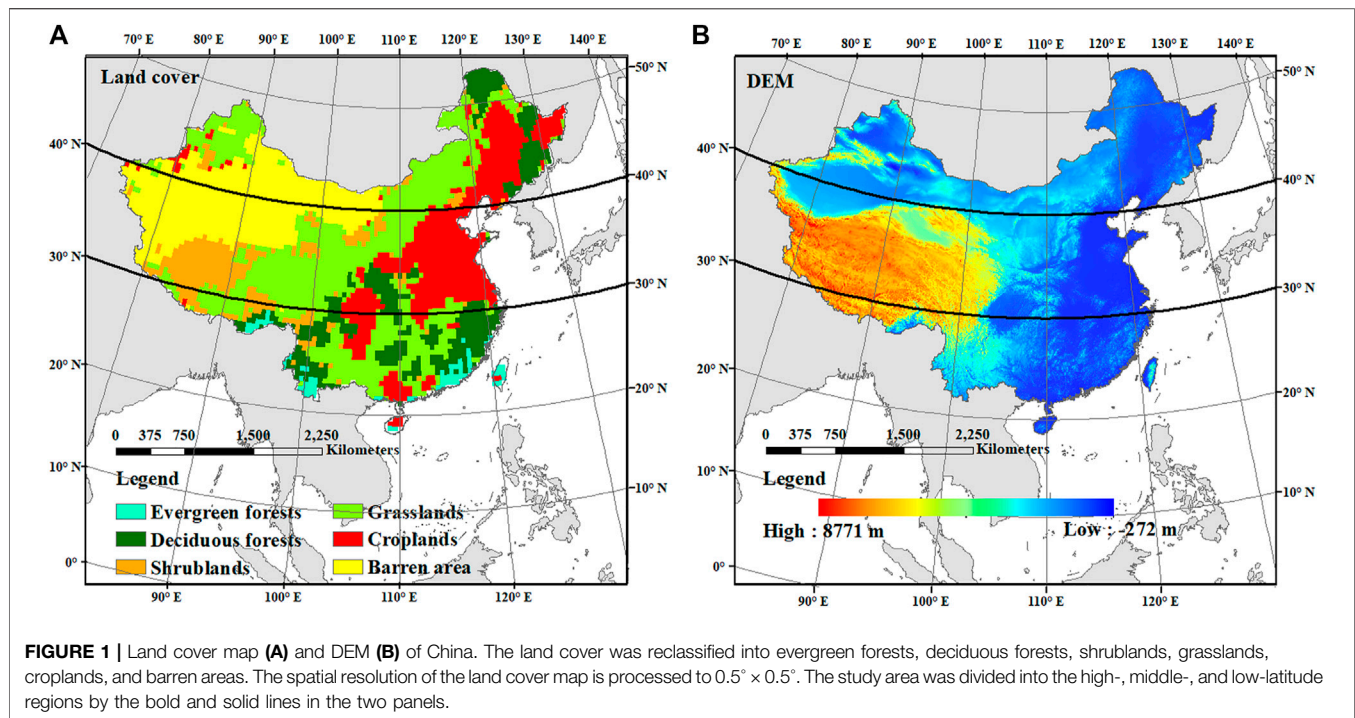 A
B
70° E 80° E 90° E 100° E 110° E 120° E 130° E 140° E
70° E 80° E 90° E 100° E 110° E 120° E 130° E 140° E
Land cover
DEM
50° N
50° N
40° N
40° N
40° N
40° N
30° N
30° N
30° N
30° N
20° N
20° N
20° N
20° N
10° N
10° N
10° N
10° N
0°
0°
0 375 750 1,500 2,250
Kilometers
0 375 750 1,500 2,250
Kilometers
Legend
Evergreen forests
Deciduous forests
Shrublands
Grasslands
Croplands
Barren area
Legend
High : 8771 m
Low : -272 m
90° E 100° E 110° E 120° E
90° E 100° E 110° E 120° E
FIGURE 1 | Land cover map (A) and DEM (B) of China. The land cover was reclassified into evergreen forests, deciduous forests, shrublands, grasslands,
croplands, and barren areas. The spatial resolution of the land cover map is processed to 0.5° × 0.5°. The study area was divided into the high-, middle-, and low-latitude
regions by the bold and solid lines in the two panels.